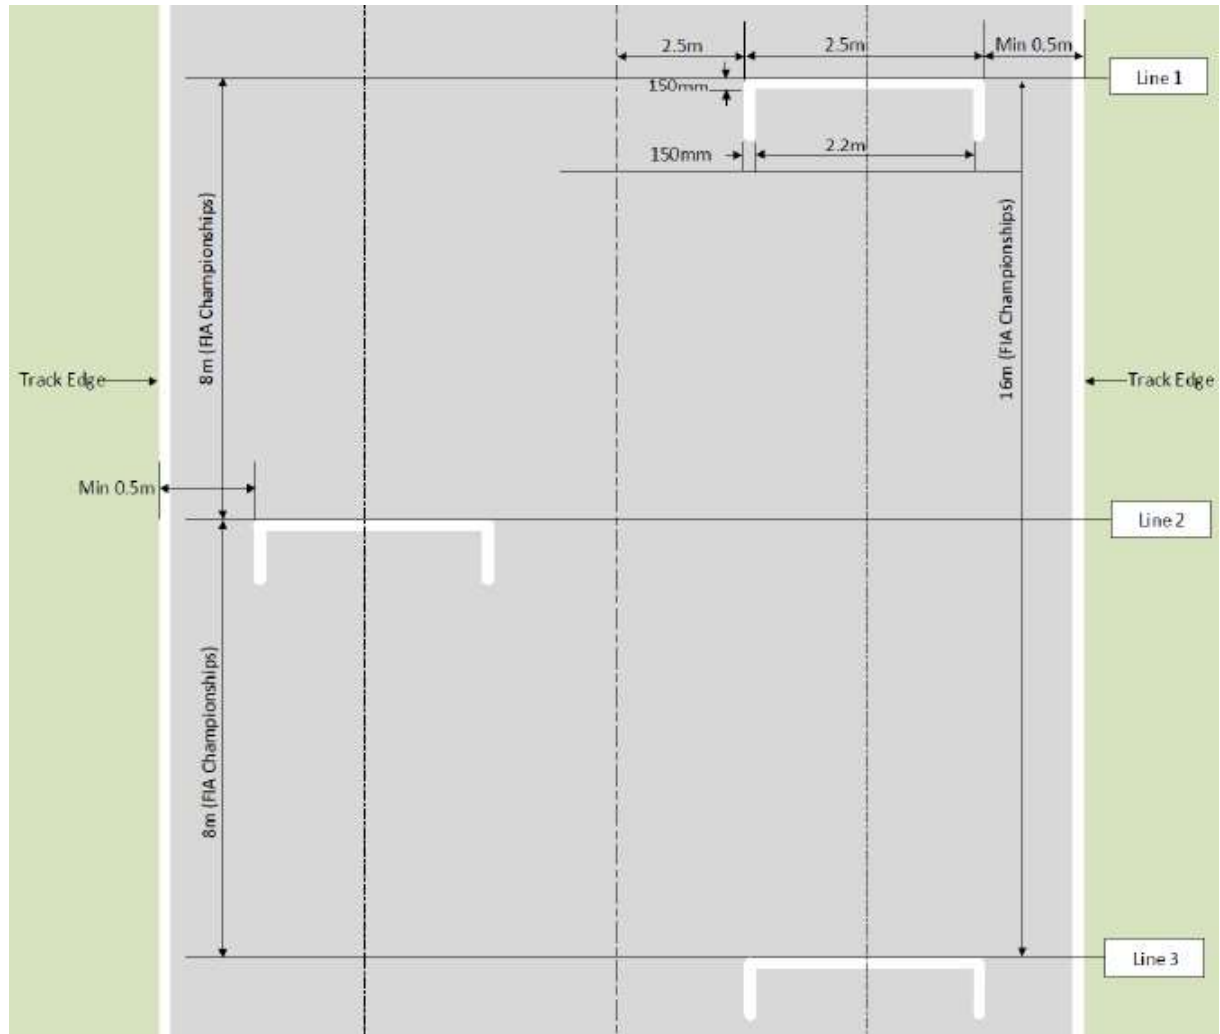 2.5m
2.5m
Min 0.5m
Line 1
150mm
150mm
2.2m
8m (FIA Championships)
16m (FIA Championships)
Track Edge
Track Edge
Min 0.5m
Line 2
8m (FIA Championships)
Line 3